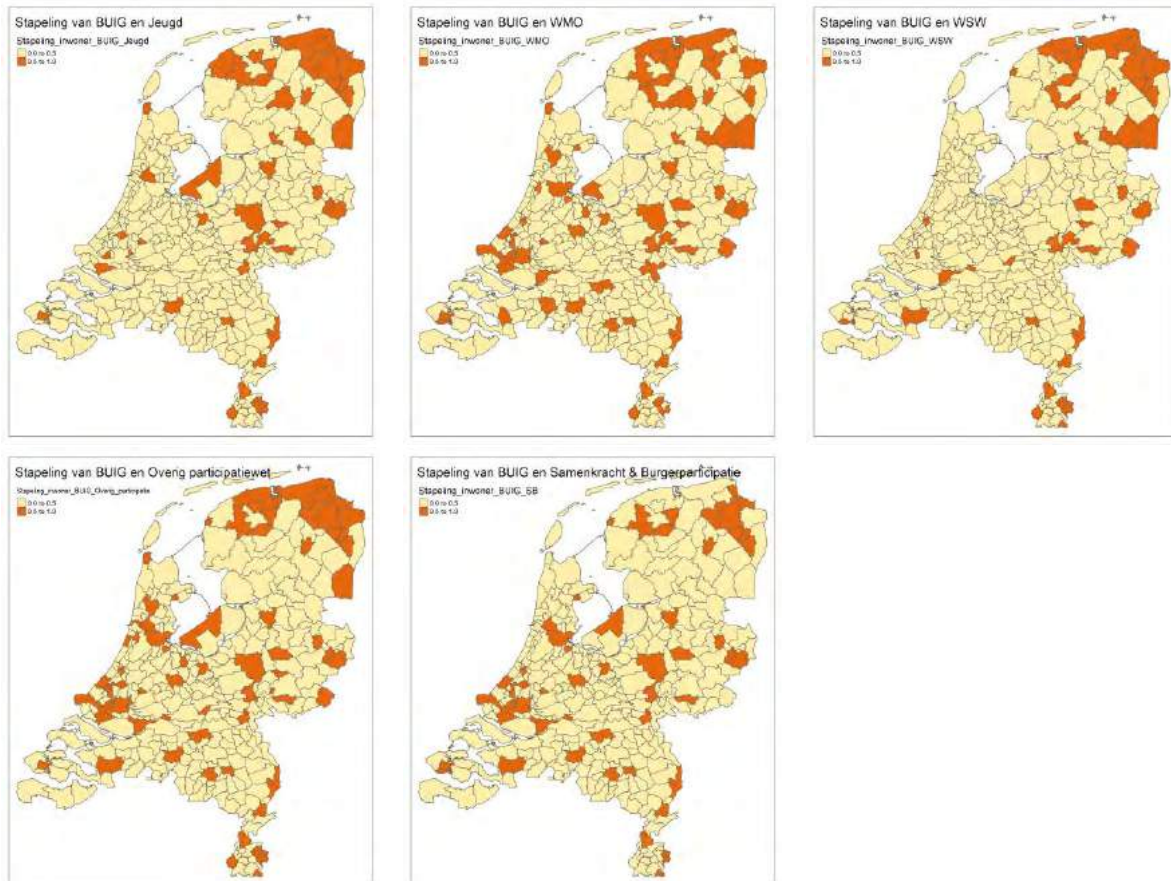 Stapeling van BUIG en Jeugd
Stapeling_inwoner_BUIG_Jeugd
0.0 to 0.5
0.5 to 1.0
Stapeling van BUIG en WMO
Stapeling_inwoner_BUIG_WMO
0.0 to 0.5
0.5 to 1.0
Stapeling van BUIG en WSW
Stapeling_inwoner_BUIG_WSW
0.0 to 0.5
0.5 to 1.0
Stapeling van BUIG en Overig participatiewet
0.0 to 0.5
0.5 to 1.0
Stapeling van BUIG en Samenkracht & Burgerparticipatie
Stapeling_inwoner_BUIG_SB
0.0 to 0.5
0.5 to 1.0